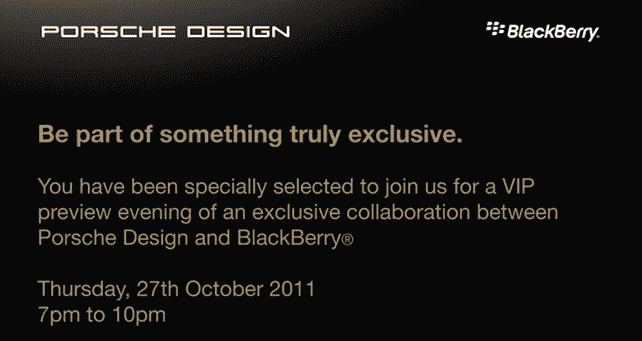 PORSCHE DESIGN
BlackBerry.
Be part of something truly exclusive.
You have been specially selected to join us for a VIP
preview evening of an exclusive collaboration between
Porsche Design and BlackBerry®
Thursday, 27th October 2011
7pm to 10pm